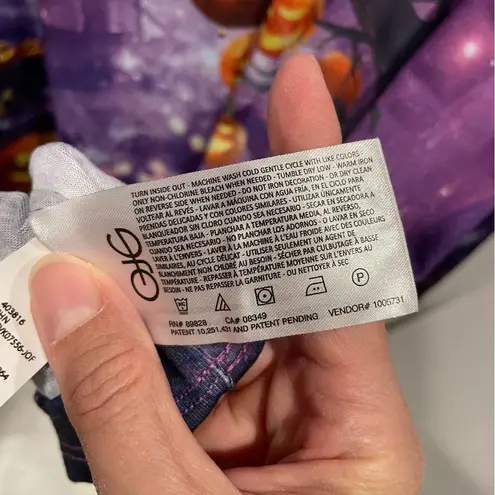 TURN INSIDE OUT - MACHINE WASH COLD GENTLE CYCLE WITH LIKE COLORS -
ONLY NON-CHLORINE BLEACH WHEN NEEDED - TUMBLE DRY LOW - WARM IRON
ON REVERSE SIDE WHEN NEEDED - DO NOT IRON DECORATION - OR DRY CLEAN
VOLTEAR AL REVÉS - LAVAR A MÁQUINA CON AGUA FRÍA, EN EL CICLO
PRENDAS DELICADAS Y CON COLORES SIMILARES - UTILICE SOLAMENTE
BLANQUEADOR SIN CLORO CUANDO SEA NECESARIO - SECAR EN SECADORA A
TEMPERATURA BAJA - PLANCHAR A TEMPERATURA MEDIA, AL REVERSO,
CUANDO SEA NECESARIO - NO PLANCHAR LOS ADORNOS - O LAVAR EN SECO
METTRE À L'ENVERS - LAVER À LA MACHINE À L'EAU FROIDE AVEC DES COULEURS
SIMILAIRES, AU CYCLE DÉLICAT - UTILISEZ SEULEMENT UN AGENT DE
BLANCHIMENT NON CHLORÉ AU BESOIN - SÉCHER PAR CULBUTAGE À BASSE
TEMPÉRATURE - REPASSER À TEMPÉRATURE MOYENNE SUR L'ENVERS AU
BESOIN - NE PAS REPASSER LA GARNITURE - OU NETTOYER À SEC
RN# 89828 CA# 08349 VENDOR# 1005731
PATENT 10,251,431 AND PATENT PENDING
403816